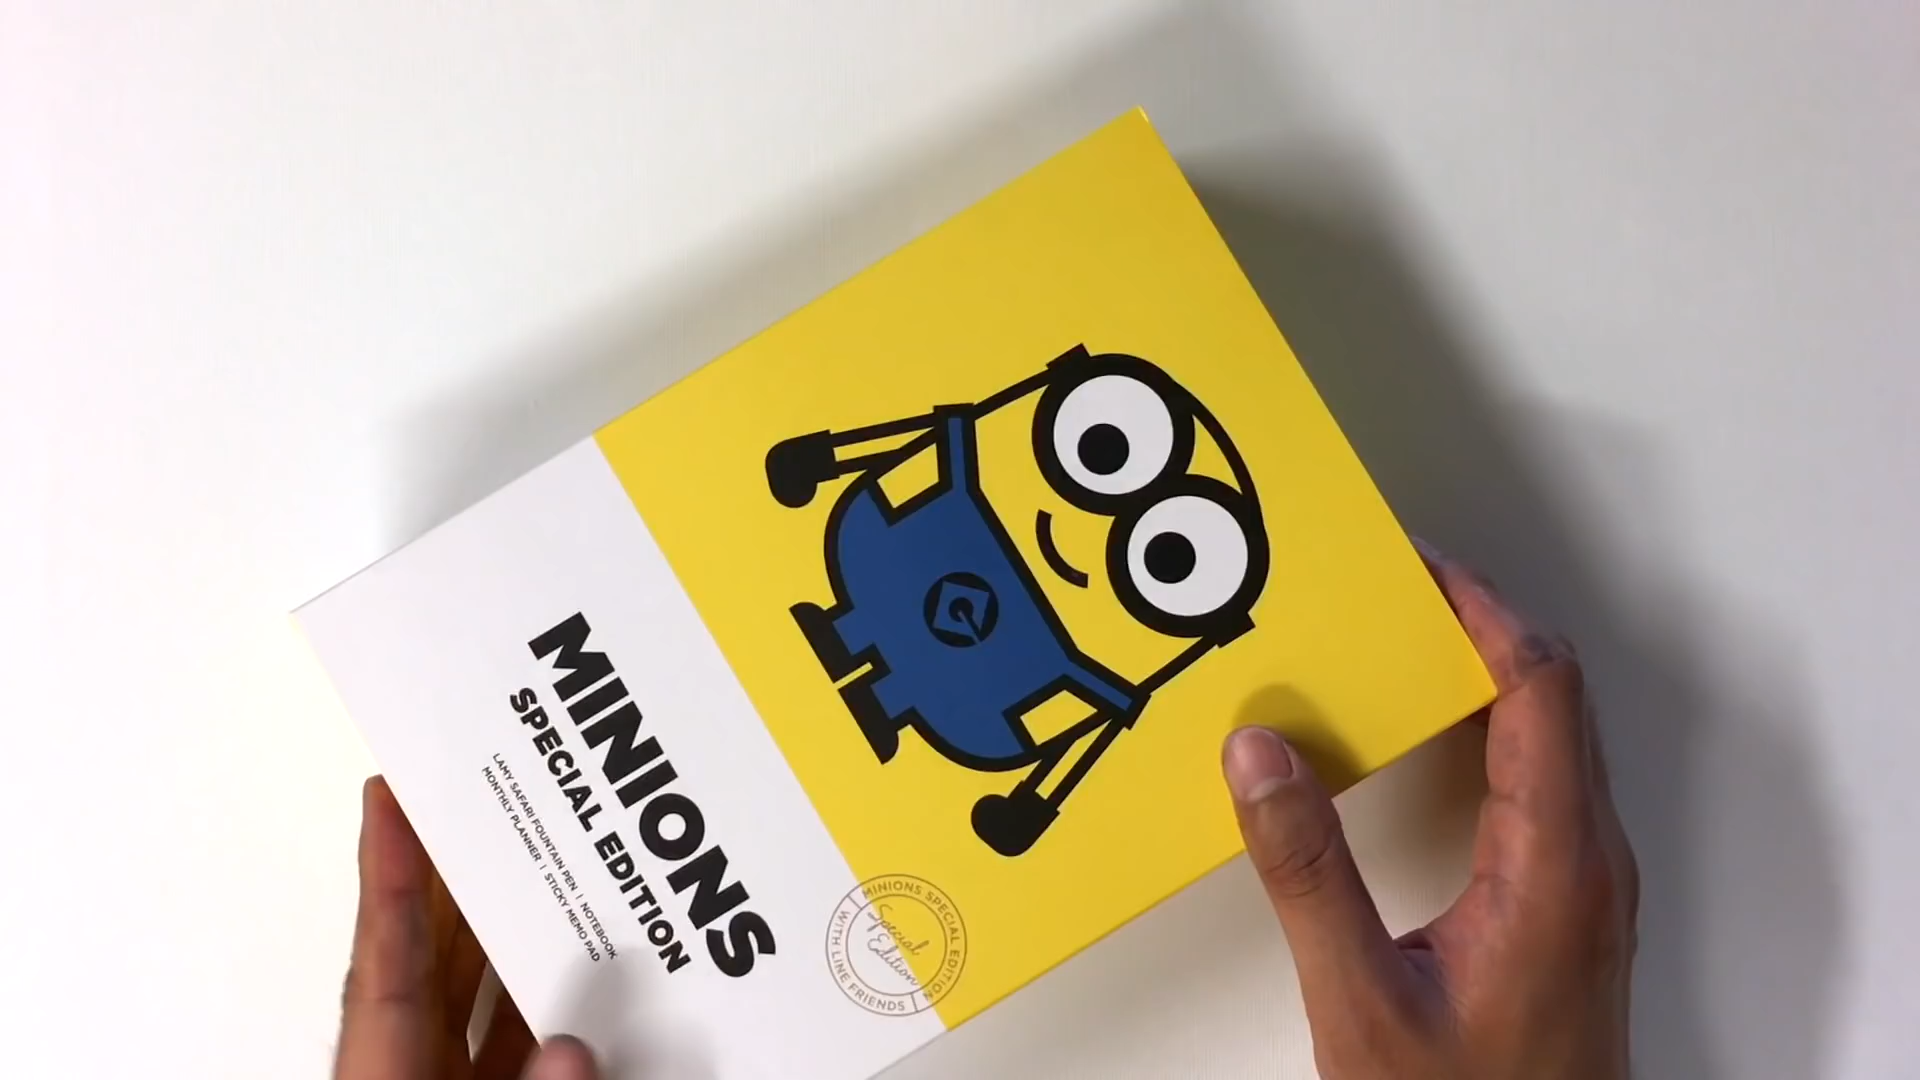 MINIONS
SPECIAL EDITION
LAMY SAFARI FOUNTAIN PEN | NOTEBOOK
MONTHLY PLANNER | STICKY MEMO PAD
MINIONS SPECIAL EDITION
Special
Edition
WITH LINE FRIENDS